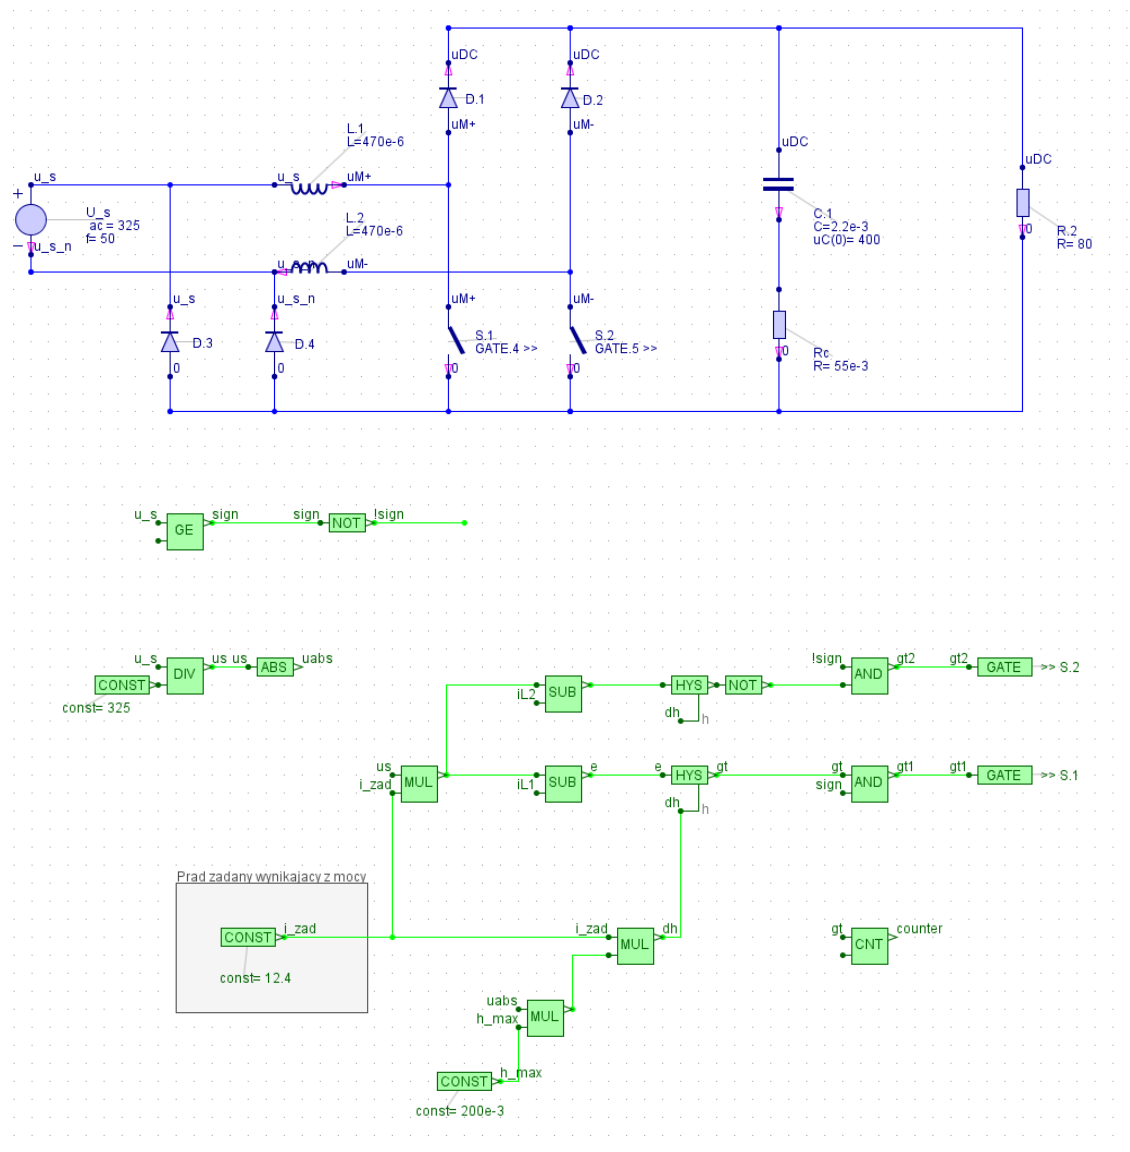 uDC
uDC
D.1
D.2
uM+
uM-
L.1
L=470e-6
uDC
uDC
u_s
u_s
uM+
+
U_s
ac = 325
f= 50
L.2
L=470e-6
C.1
C=2.2e-3
uC(0)= 400
0
R.2
R= 80
−
u_s_n
uM-
u_s
u_s_n
uM+
uM-
D.3
D.4
S.1
GATE.4 >>
S.2
GATE.5 >>
0
Rc
R= 55e-3
0
0
0
0
u_s
GE
sign
sign
NOT
!sign
u_s
DIV
us
us
ABS
uabs
CONST
const= 325
iL2
SUB
HYS
NOT
dh
h
!sign
AND
gt2
gt2
GATE
>> S.2
us
i_zad
MUL
iL1
SUB
e
e
HYS
gt
dh
h
gt
sign
AND
gt1
gt1
GATE
>> S.1
Prad zadany wynikajacy z mocy
CONST
i_zad
const= 12.4
i_zad
MUL
dh
gt
CNT
counter
uabs
h_max
MUL
CONST
h_max
const= 200e-3